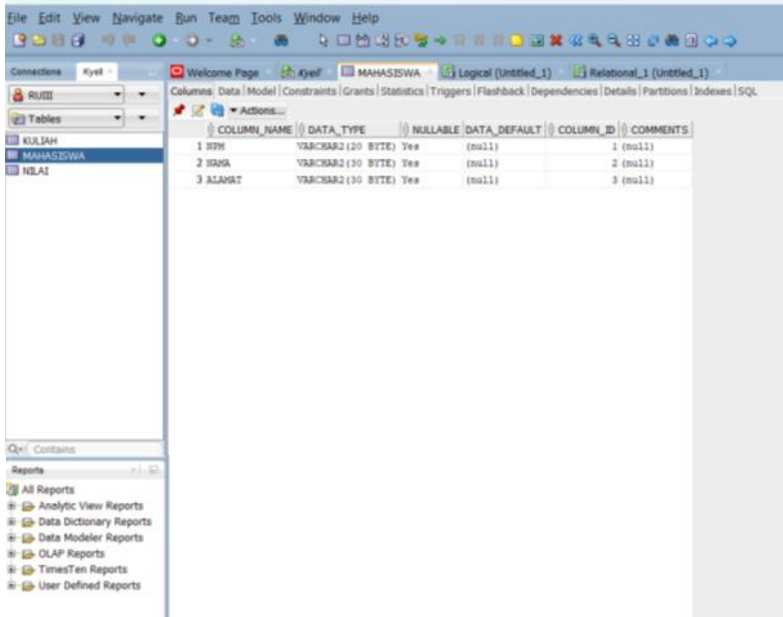 File Edit View Navigate Run Team Tools Window Help
Connections Kyell
Welcome Page Kyell MAHASISWA Logical (Untitled_1) Relational_1 (Untitled_1)
RUIII
Columns Data Model Constraints Grants Statistics Triggers Flashback Dependencies Details Partitions Indexes SQL
Tables
Actions...
COLUMN_NAME DATA_TYPE NULLABLE DATA_DEFAULT COLUMN_ID COMMENTS
KULIAH
MAHASISWA
NILAI
1 NPM VARCHAR2(20 BYTE) Yes (null) 1 (null)
2 NAMA VARCHAR2(30 BYTE) Yes (null) 2 (null)
3 ALAMAT VARCHAR2(30 BYTE) Yes (null) 3 (null)
Contains
Reports
All Reports
Analytic View Reports
Data Dictionary Reports
Data Modeler Reports
OLAP Reports
TimesTen Reports
User Defined Reports